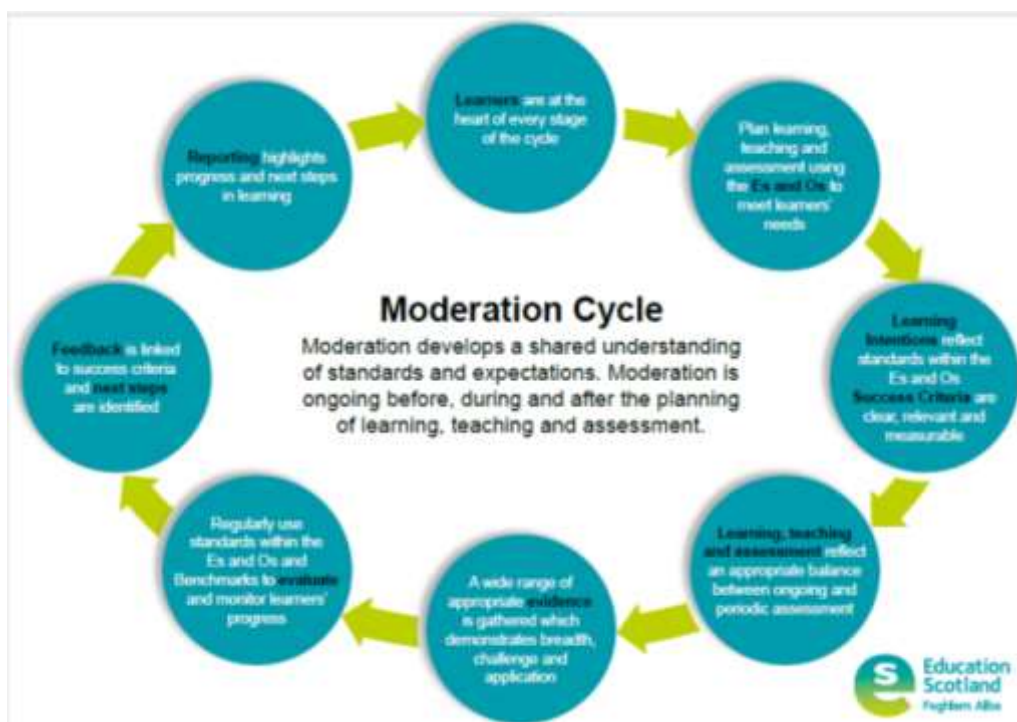 Moderation Cycle
Moderation develops a shared understanding
of standards and expectations. Moderation is
ongoing before, during and after the planning
of learning, teaching and assessment.
Learners are at the
heart of every stage
of the cycle
Plan learning,
teaching and
assessment using
the Es and Os to
meet learners'
needs
Learning
Intentions reflect
standards within the
Es and Os
Success Criteria are
clear, relevant and
measurable
Learning, teaching
and assessment reflect
an appropriate balance
between ongoing and
periodic assessment
A wide range of
appropriate evidence
is gathered which
demonstrates breadth,
challenge and
application
Regularly use
standards within the
Es and Os and
Benchmarks to evaluate
and monitor learners'
progress
Feedback is linked
to success criteria
and next steps
are identified
Reporting highlights
progress and next steps
in learning
Education
Scotland
Foghlam Alba